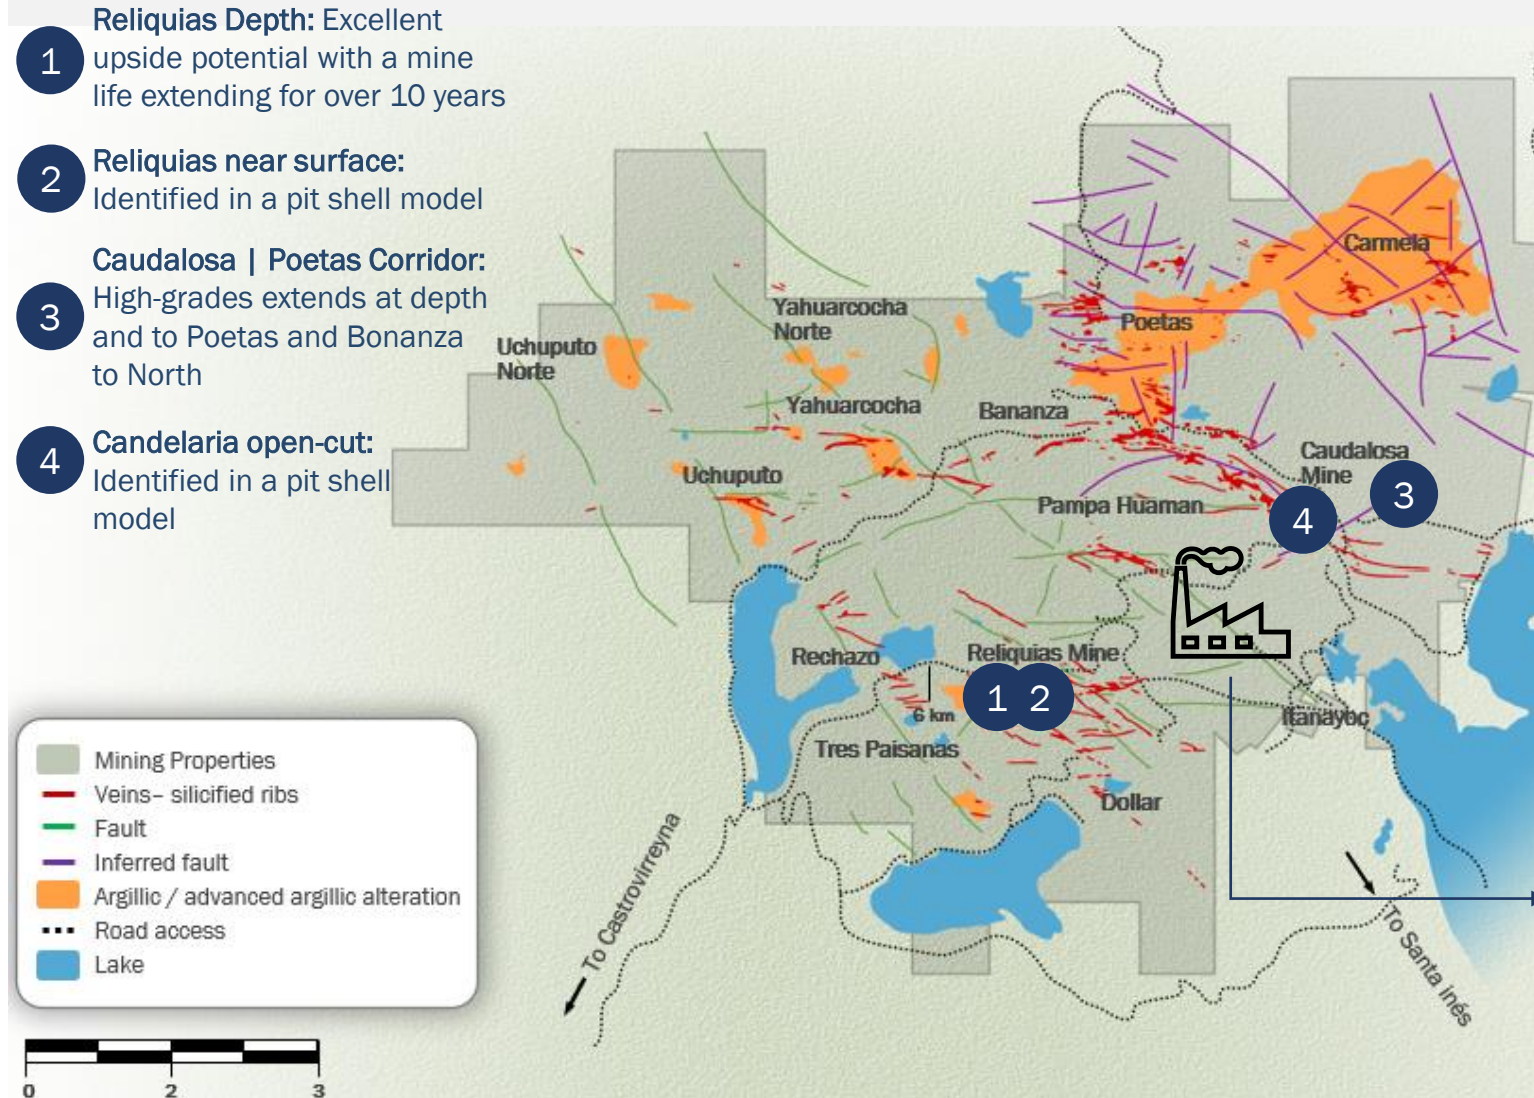 1
Reliquias Depth: Excellent
upside potential with a mine
life extending for over 10 years
2
Reliquias near surface:
Identified in a pit shell model
3
Caudalosa | Poetas Corridor:
High-grades extends at depth
and to Poetas and Bonanza
to North
4
Candelaria open-cut:
Identified in a pit shell
model
Carmela
Yahuarcocha
Norte
Poetas
Uchuputo
Norte
Yahuarcocha
Bananza
Caudalosa
Mine
Uchuputo
Pampa Huaman
3
4
Rechazo
Reliquias Mine
1
2
6 km
Tres Paisanas
Dollar
To Castrovirreyna
To Santa inés
Mining Properties
Veins– silicified ribs
Fault
Inferred fault
Argillic / advanced argillic alteration
Road access
Lake
0 2 3